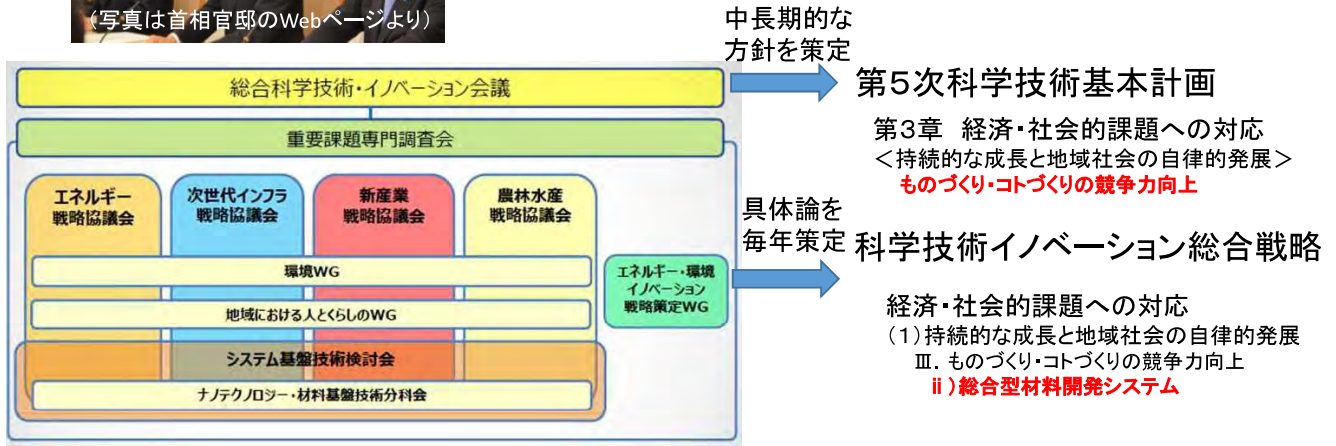 (写真は首相官邸のWebページより)
総合科学技術・イノベーション会議
重要課題専門調査会
エネルギー
戦略協議会
次世代インフラ
戦略協議会
新産業
戦略協議会
農林水産
戦略協議会
環境WG
地域における人とくらしのWG
システム基盤技術検討会
ナノテクノロジー・材料基盤技術分科会
エネルギー・環境
イノベーション
戦略策定WG
中長期的な
方針を策定
第5次科学技術基本計画
第3章 経済・社会的課題への対応
<持続的な成長と地域社会の自律的発展>
ものづくり・コトづくりの競争力向上
具体論を
毎年策定
科学技術イノベーション総合戦略
経済・社会的課題への対応
(1)持続的な成長と地域社会の自律的発展
Ⅲ. ものづくり・コトづくりの競争力向上
ⅱ)総合型材料開発システム